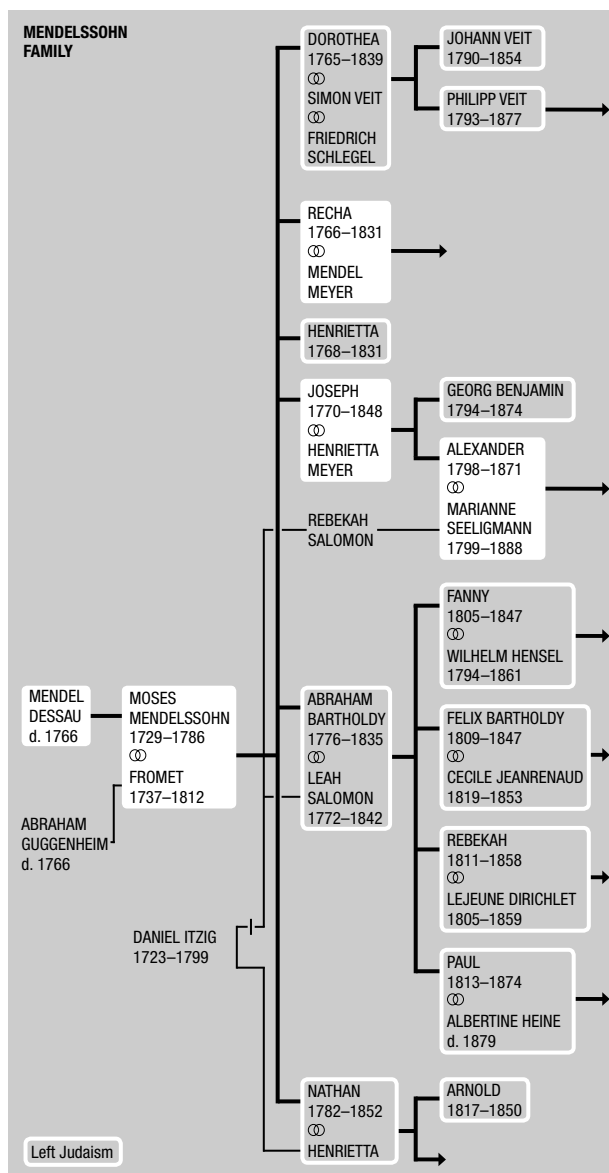 MENDELSSOHN
FAMILY
DOROTHEA
1765–1839
SIMON VEIT
FRIEDRICH
SCHLEGEL
JOHANN VEIT
1790–1854
PHILIPP VEIT
1793–1877
RECHA
1766–1831
MENDEL
MEYER
HENRIETTA
1768–1831
JOSEPH
1770–1848
HENRIETTA
MEYER
GEORG BENJAMIN
1794–1874
ALEXANDER
1798–1871
MARIANNE
SEELIGMANN
1799–1888
REBEKAH
SALOMON
FANNY
1805–1847
WILHELM HENSEL
1794–1861
MENDEL
DESSAU
d. 1766
MOSES
MENDELSSOHN
1729–1786
FROMET
1737–1812
ABRAHAM
BARTHOLDY
1776–1835
LEAH
SALOMON
1772–1842
FELIX BARTHOLDY
1809–1847
CECILE JEANRENAUD
1819–1853
ABRAHAM
GUGGENHEIM
d. 1766
REBEKAH
1811–1858
LEJEUNE DIRICHLET
1805–1859
DANIEL ITZIG
1723–1799
PAUL
1813–1874
ALBERTINE HEINE
d. 1879
NATHAN
1782–1852
HENRIETTA
ARNOLD
1817–1850
Left Judaism